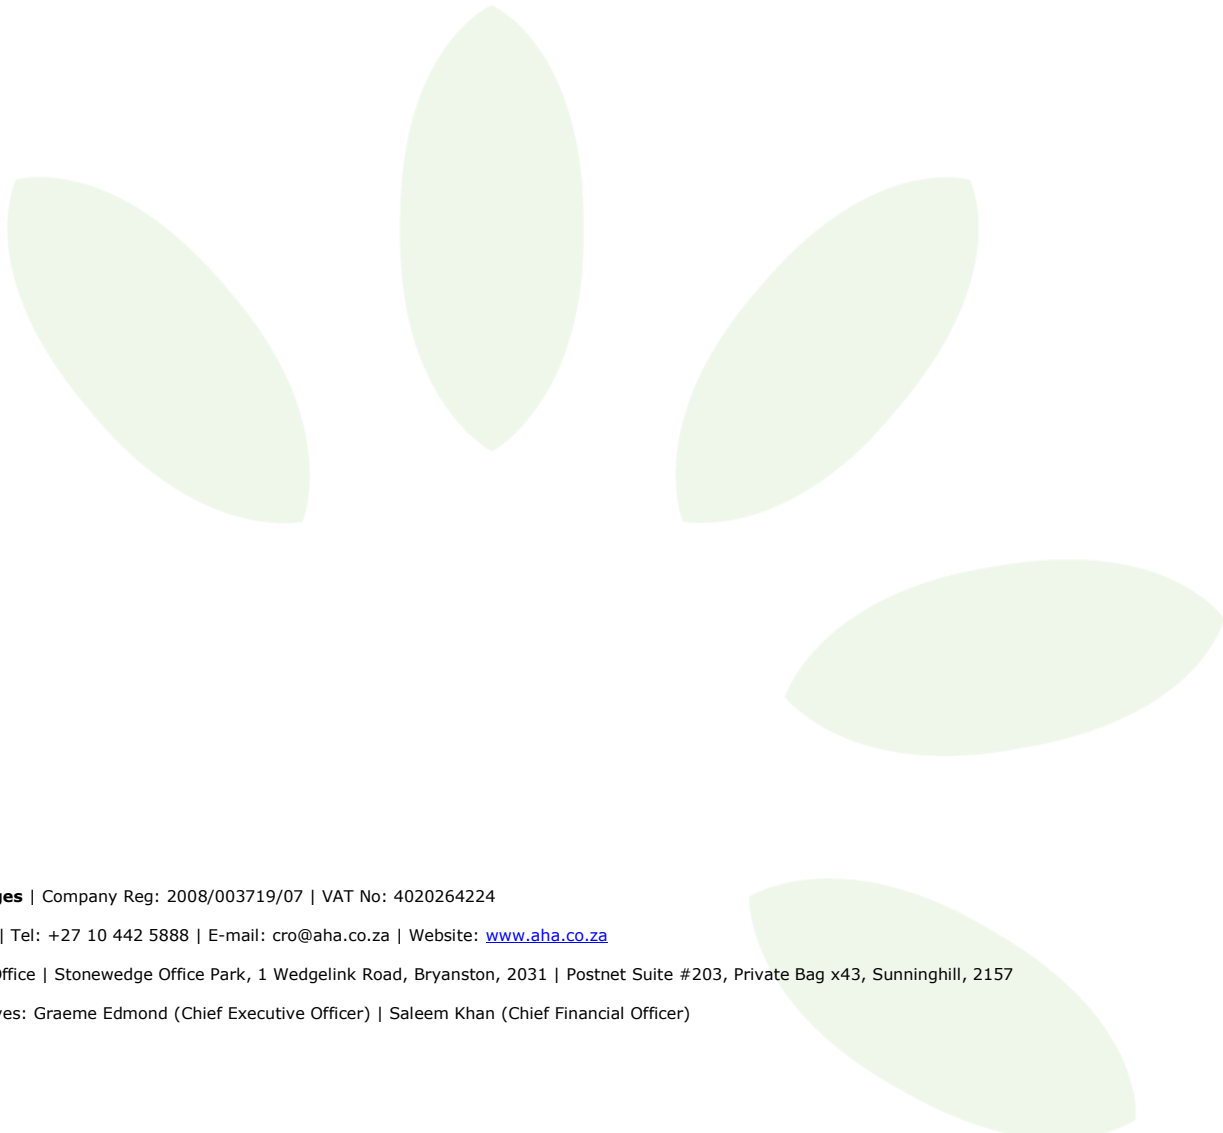 ges | Company Reg: 2008/003719/07 | VAT No: 4020264224
| Tel: +27 10 442 5888 | E-mail: cro@aha.co.za | Website: www.aha.co.za
ffice | Stonewedge Office Park, 1 Wedgelink Road, Bryanston, 2031 | Postnet Suite #203, Private Bag x43, Sunninghill, 2157
ves: Graeme Edmond (Chief Executive Officer) | Saleem Khan (Chief Financial Officer)